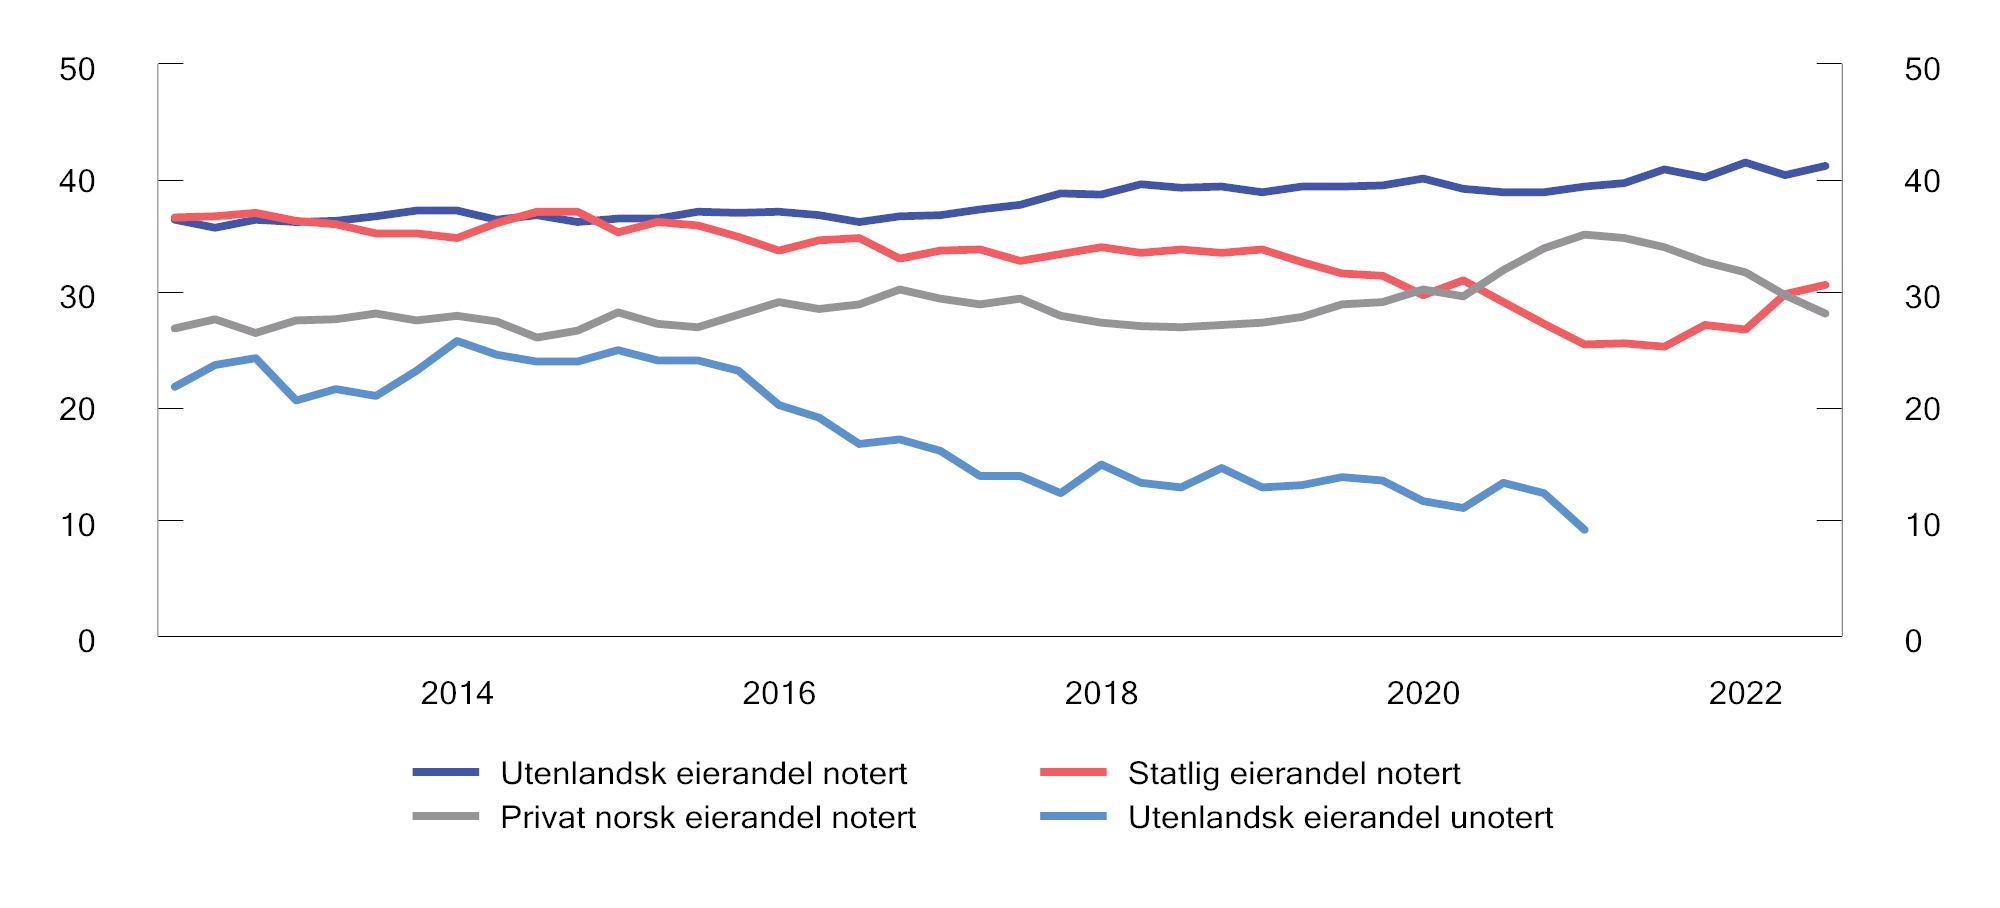 50 50
40 40
30 30
20 20
10 10
0 0
2014 2016 2018 2020 2022
Utenlandsk eierandel notert Statlig eierandel notert
Privat norsk eierandel notert Utenlandsk eierandel unotert